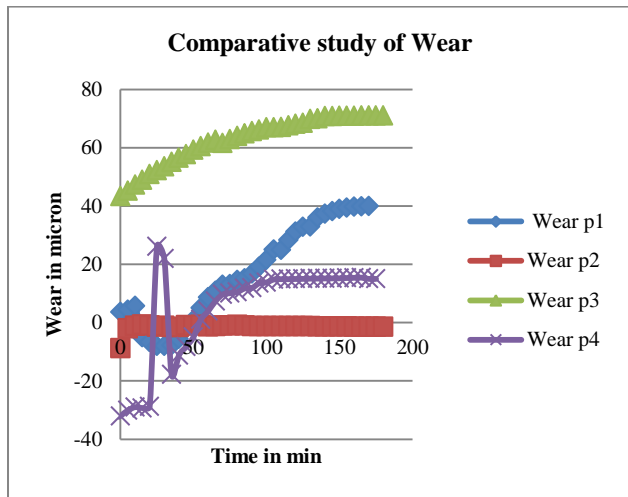 Comparative study of Wear
80
60
40
20
0
-20
-40
0 50 100 150 200
Wear in micron
Time in min
Wear p1
Wear p2
Wear p3
Wear p4